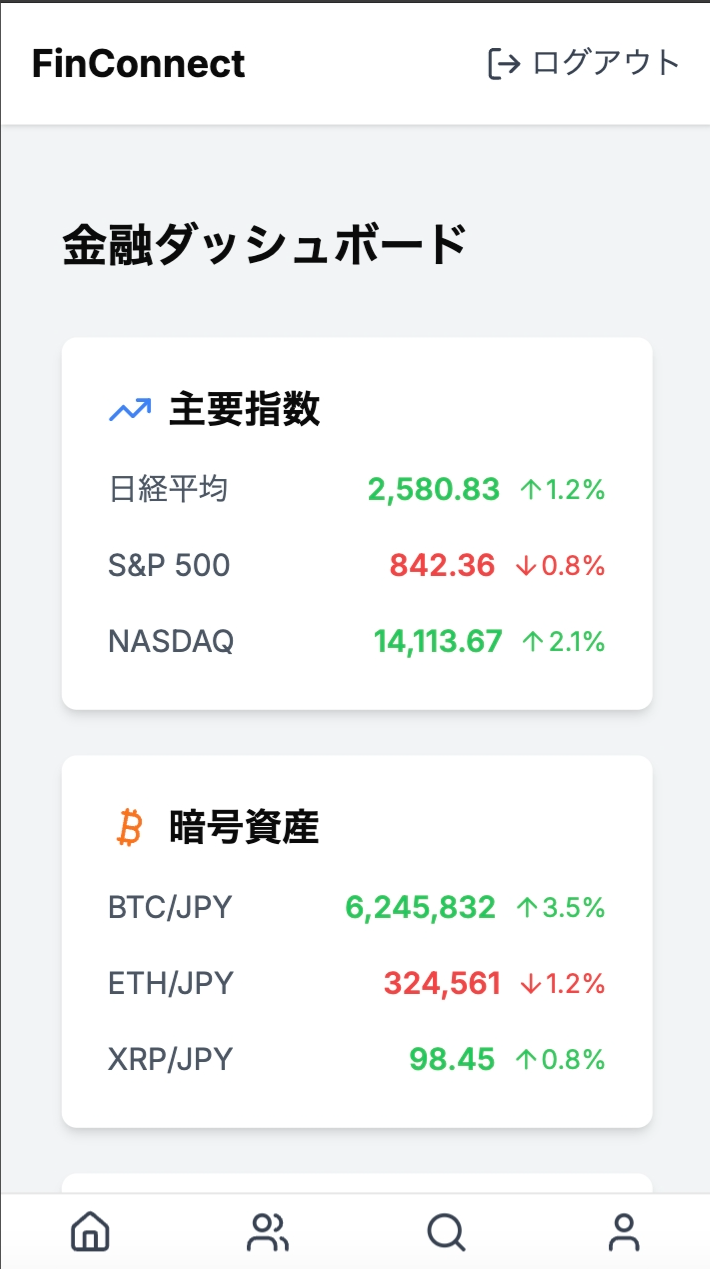 FinConnect ログアウト
金融ダッシュボード
主要指数
日経平均 2,580.83 ↑1.2%
S&P 500 842.36 ↓0.8%
NASDAQ 14,113.67 ↑2.1%
暗号資産
BTC/JPY 6,245,832 ↑3.5%
ETH/JPY 324,561 ↓1.2%
XRP/JPY 98.45 ↑0.8%